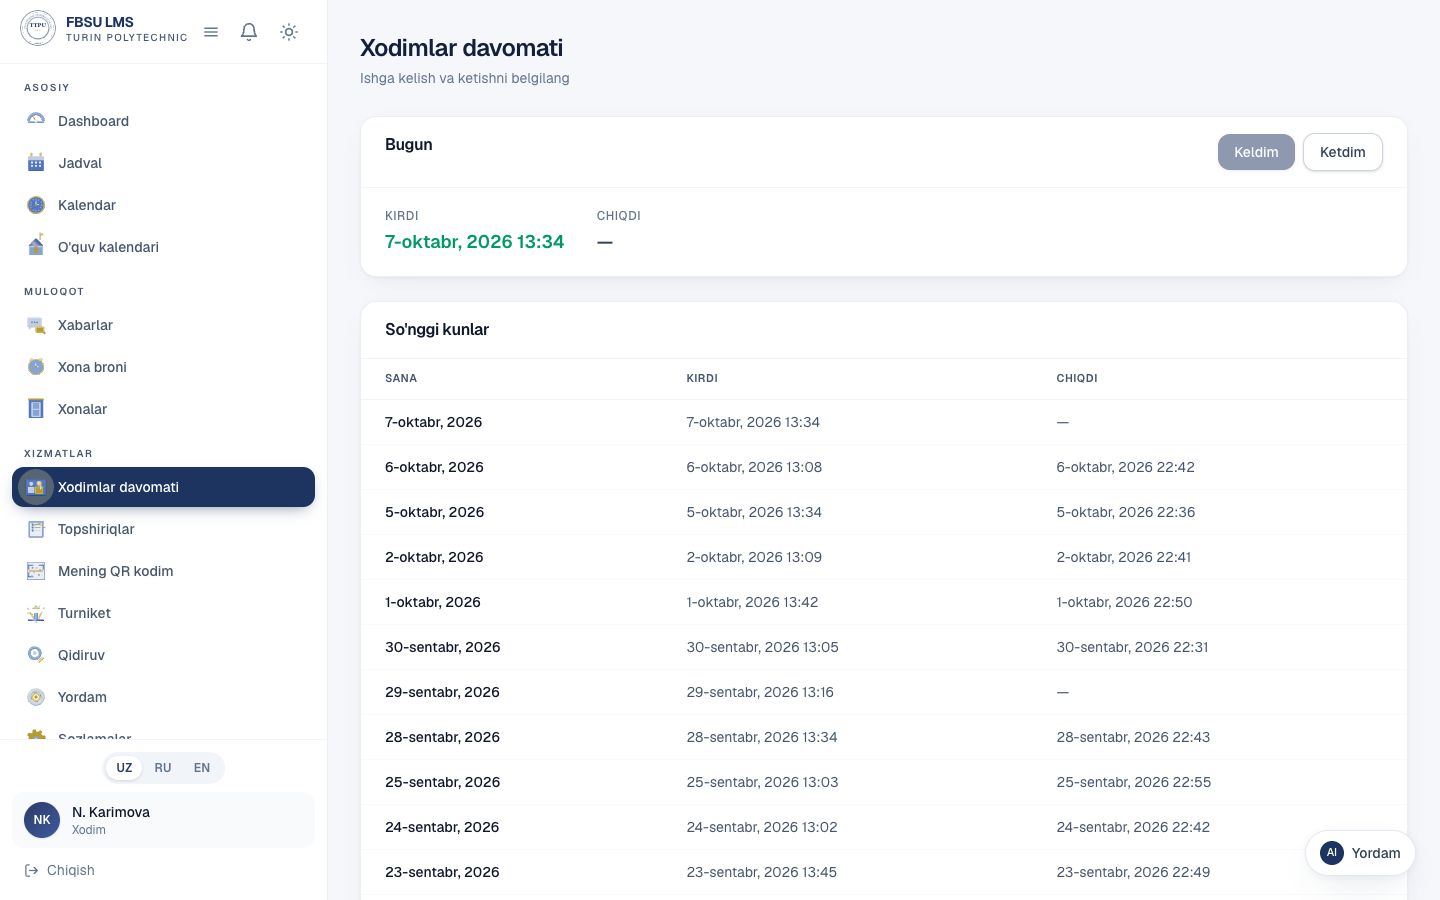 TTPU
FBSU LMS
TURIN POLYTECHNIC
ASOSIY
Dashboard
Jadval
Kalendar
O'quv kalendari
MULOQOT
Xabarlar
Xona broni
Xonalar
XIZMATLAR
Xodimlar davomati
Topshiriqlar
Mening QR kodim
Turniket
Qidiruv
Yordam
Sozlamalar
UZ RU EN
NK
N. Karimova
Xodim
Chiqish
Xodimlar davomati
Ishga kelish va ketishni belgilang
Bugun
Keldim Ketdim
KIRDI CHIQDI
7-oktabr, 2026 13:34 —
So'nggi kunlar
SANA KIRDI CHIQDI
7-oktabr, 2026 7-oktabr, 2026 13:34 —
6-oktabr, 2026 6-oktabr, 2026 13:08 6-oktabr, 2026 22:42
5-oktabr, 2026 5-oktabr, 2026 13:34 5-oktabr, 2026 22:36
2-oktabr, 2026 2-oktabr, 2026 13:09 2-oktabr, 2026 22:41
1-oktabr, 2026 1-oktabr, 2026 13:42 1-oktabr, 2026 22:50
30-sentabr, 2026 30-sentabr, 2026 13:05 30-sentabr, 2026 22:31
29-sentabr, 2026 29-sentabr, 2026 13:16 —
28-sentabr, 2026 28-sentabr, 2026 13:34 28-sentabr, 2026 22:43
25-sentabr, 2026 25-sentabr, 2026 13:03 25-sentabr, 2026 22:55
24-sentabr, 2026 24-sentabr, 2026 13:02 24-sentabr, 2026 22:42
23-sentabr, 2026 23-sentabr, 2026 13:45 23-sentabr, 2026 22:49
AI Yordam